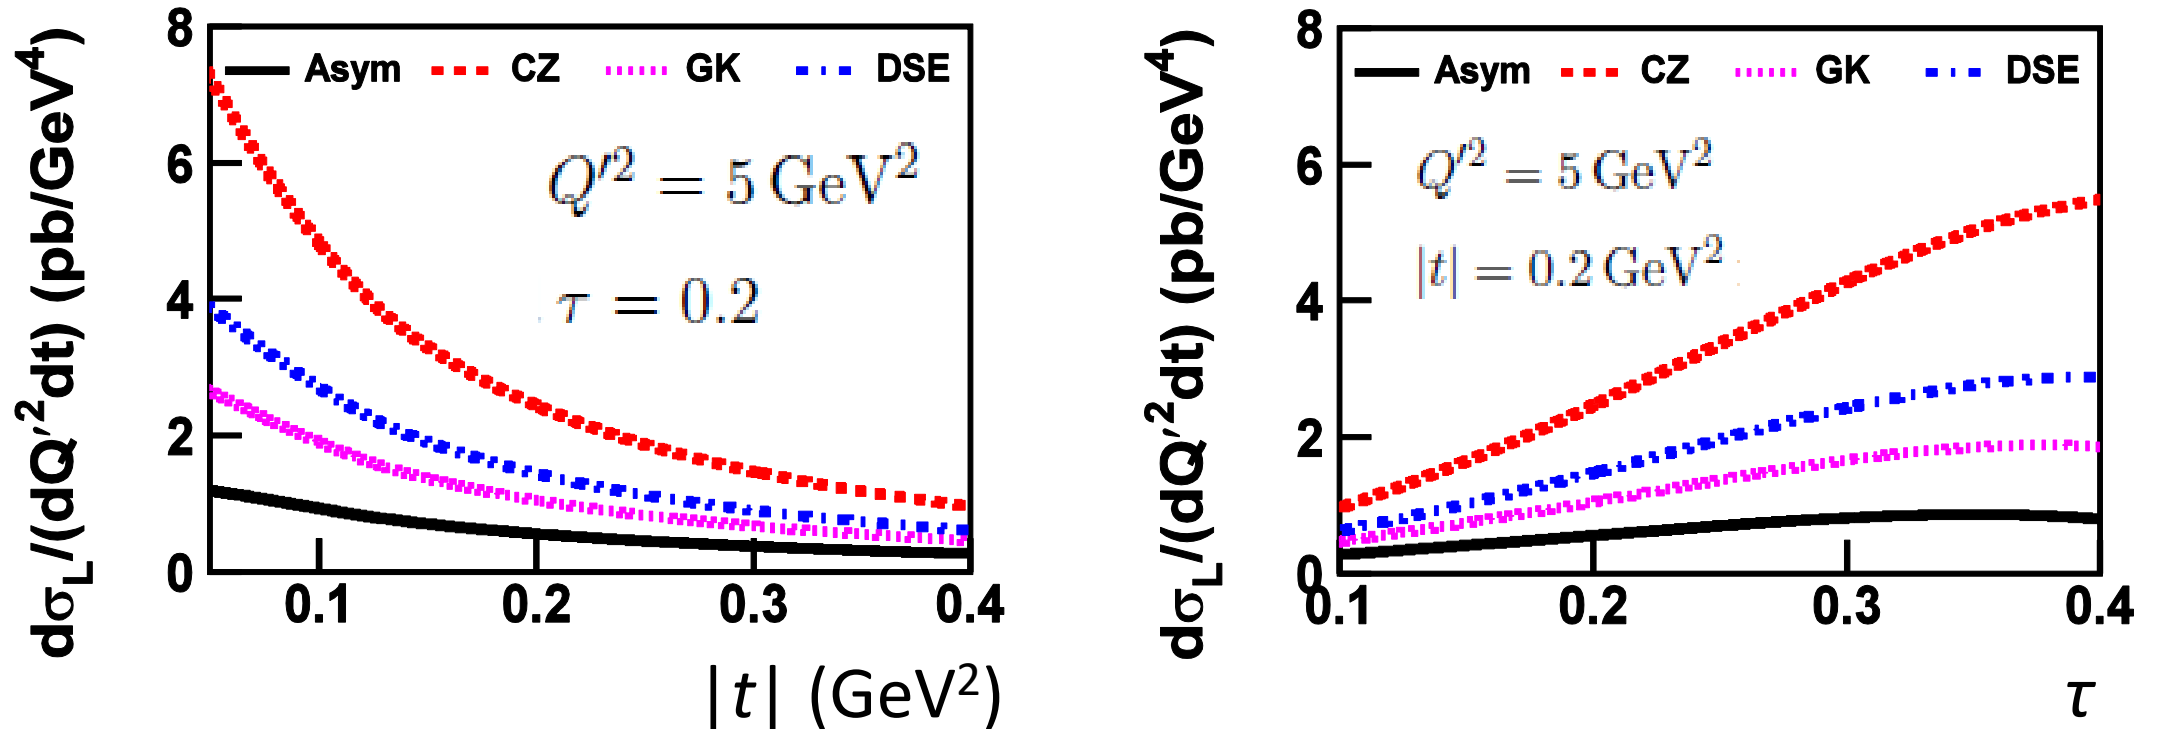 dσL/(dQ′²dt) (pb/GeV⁴)
8
6
4
2
0
Asym CZ GK DSE
Q′² = 5 GeV²
τ = 0.2
0.1 0.2 0.3 0.4
|t| (GeV²)
dσL/(dQ′²dt) (pb/GeV⁴)
8
6
4
2
0
Asym CZ GK DSE
Q′² = 5 GeV²
|t| = 0.2 GeV²
0.1 0.2 0.3 0.4
τ